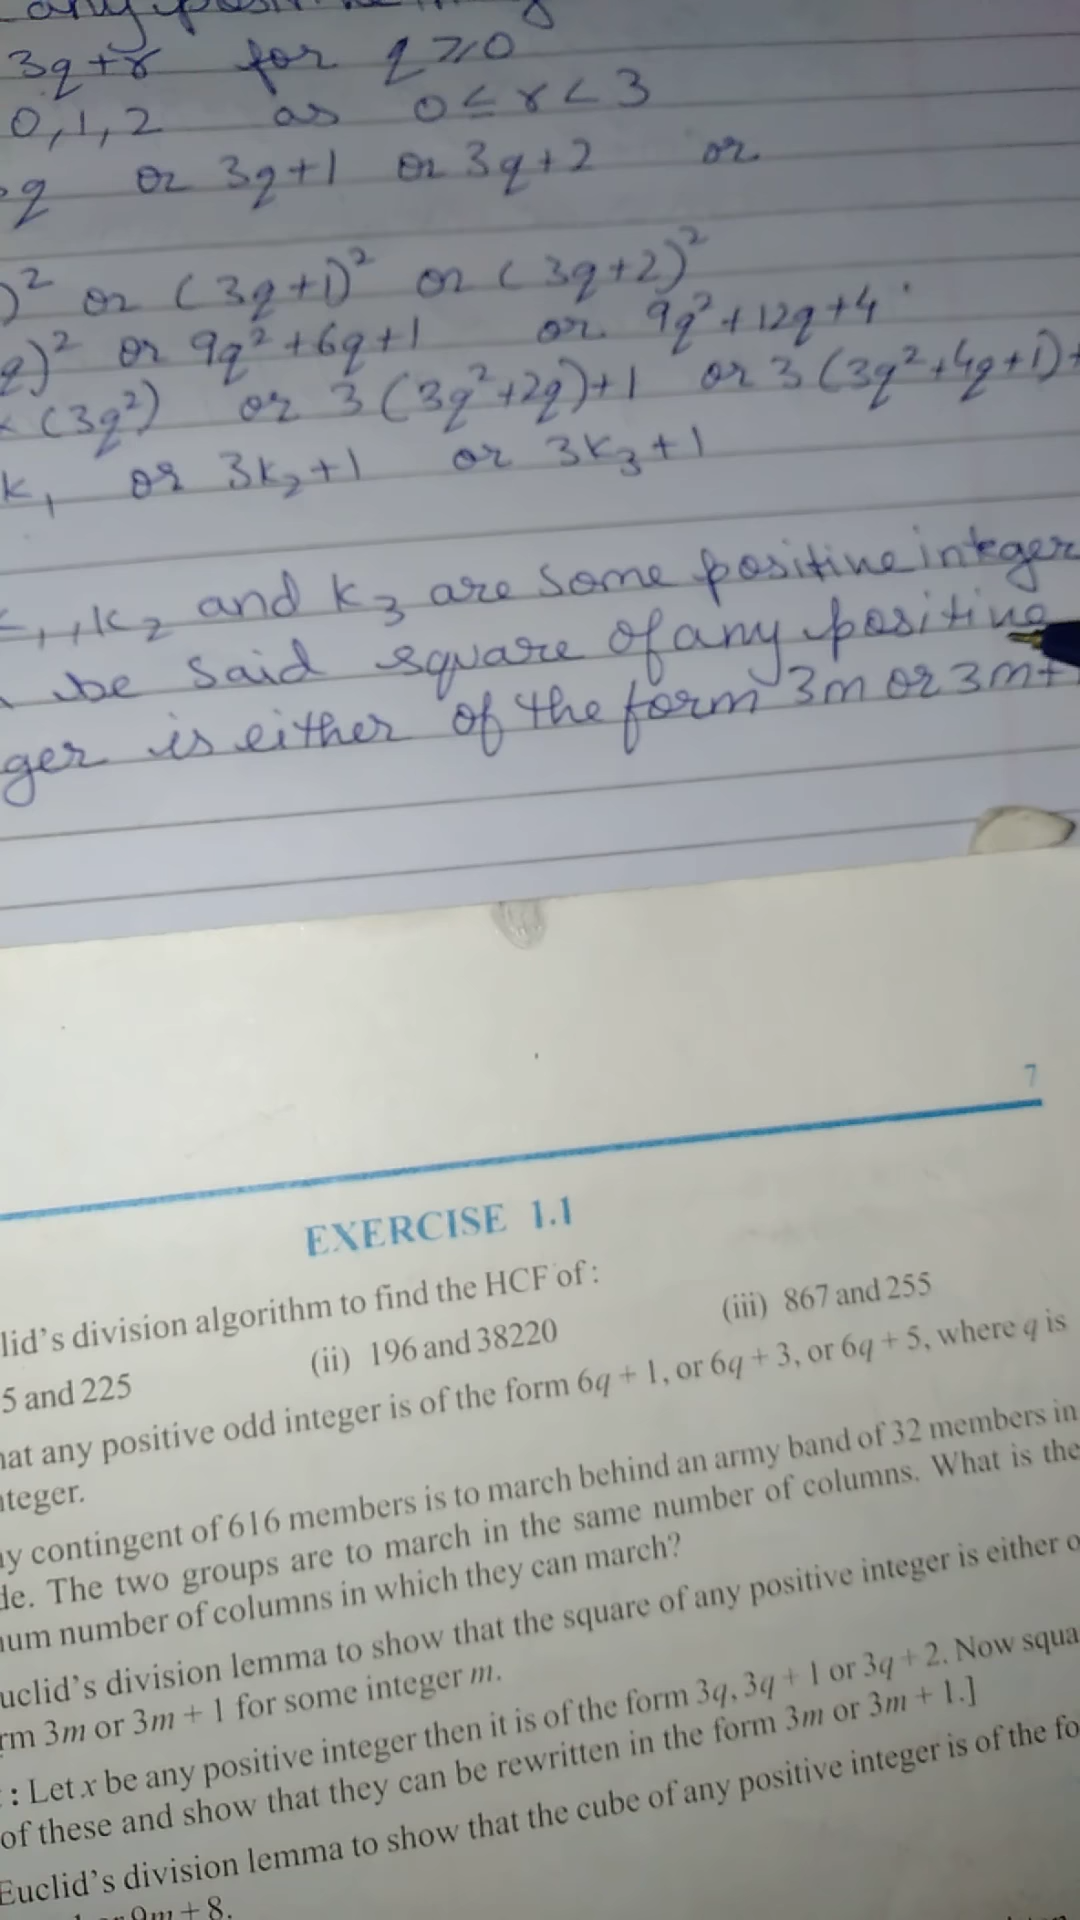 any
3q+r for q≥0
0,1,2 as 0≤r<3
q or 3q+1 or 3q+2 or
)² or (3q+1)² or (3q+2)²
)² or 9q²+6q+1 or 9q²+12q+4
(3q²) or 3(3q²+2q)+1 or 3(3q²+4q+1)+
k₁ or 3k₂+1 or 3k₃+1
k₂ and k₃ are some positive integer
be said square of any positive
ger is either of the form 3m or 3m+
7
EXERCISE 1.1
lid's division algorithm to find the HCF of :
5 and 225 (ii) 196 and 38220 (iii) 867 and 255
hat any positive odd integer is of the form 6q + 1, or 6q + 3, or 6q + 5, where q is
nteger.
ny contingent of 616 members is to march behind an army band of 32 members in
de. The two groups are to march in the same number of columns. What is the
num number of columns in which they can march?
uclid's division lemma to show that the square of any positive integer is either o
rm 3m or 3m + 1 for some integer m.
: Let x be any positive integer then it is of the form 3q, 3q + 1 or 3q + 2. Now squa
of these and show that they can be rewritten in the form 3m or 3m + 1.]
Euclid's division lemma to show that the cube of any positive integer is of the fo
9m + 8.